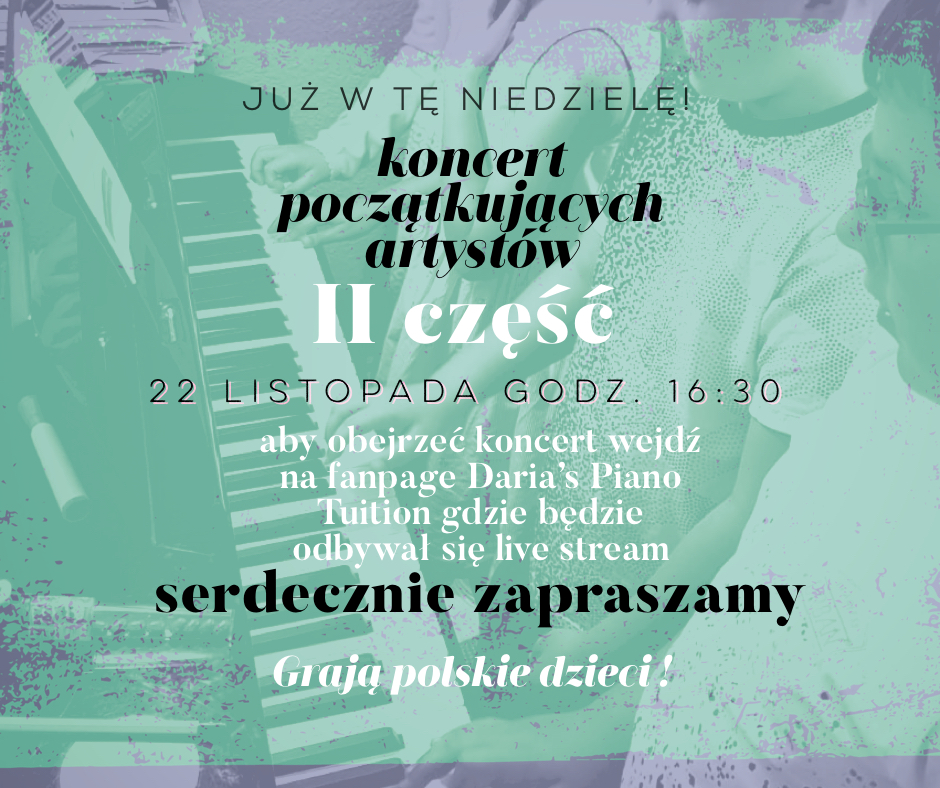 JUŻ W TĘ NIEDZIELĘ!
koncert
początkujących
artystów
II część
22 LISTOPADA GODZ. 16:30
aby obejrzeć koncert wejdź
na fanpage Daria's Piano
Tuition gdzie będzie
odbywał się live stream
serdecznie zapraszamy
Grają polskie dzieci !